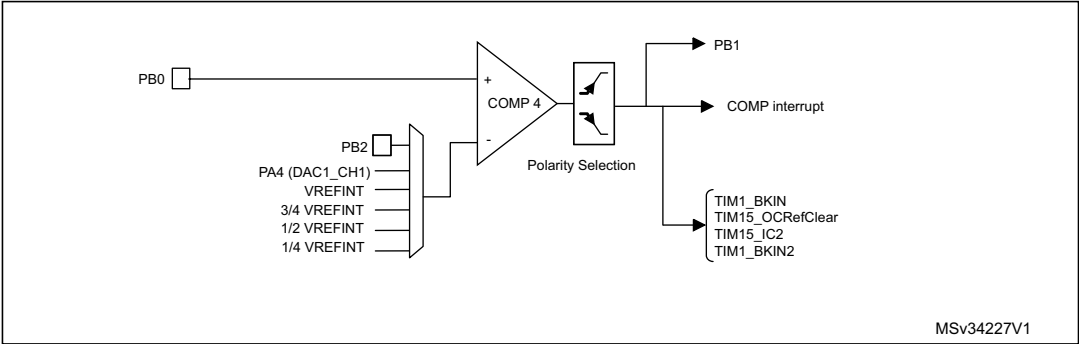 PB0
+
COMP 4
-
PB2
PA4 (DAC1_CH1)
VREFINT
3/4 VREFINT
1/2 VREFINT
1/4 VREFINT
Polarity Selection
PB1
COMP interrupt
TIM1_BKIN
TIM15_OCRefClear
TIM15_IC2
TIM1_BKIN2
MSv34227V1